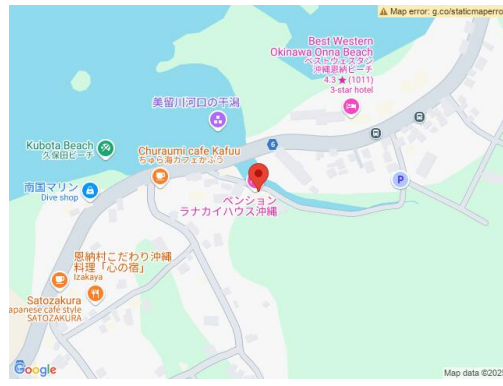 Map error: g.co/staticmaperro
Best Western
Okinawa Onna Beach
ベストウェスタン
沖縄恩納ビーチ
4.3★(1011)
3-star hotel
美留川河口の干潟
6
Kubota Beach
久保田ビーチ
Churaumi cafe Kafuu
ちゅら海カフェかふう
南国マリン
Dive shop
P
ペンション
ラナカイハウス沖縄
恩納村こだわり沖縄
料理「心の宿」
Izakaya
Satozakura
apanese café style
SATOZAKURA
Google
Map data ©2025